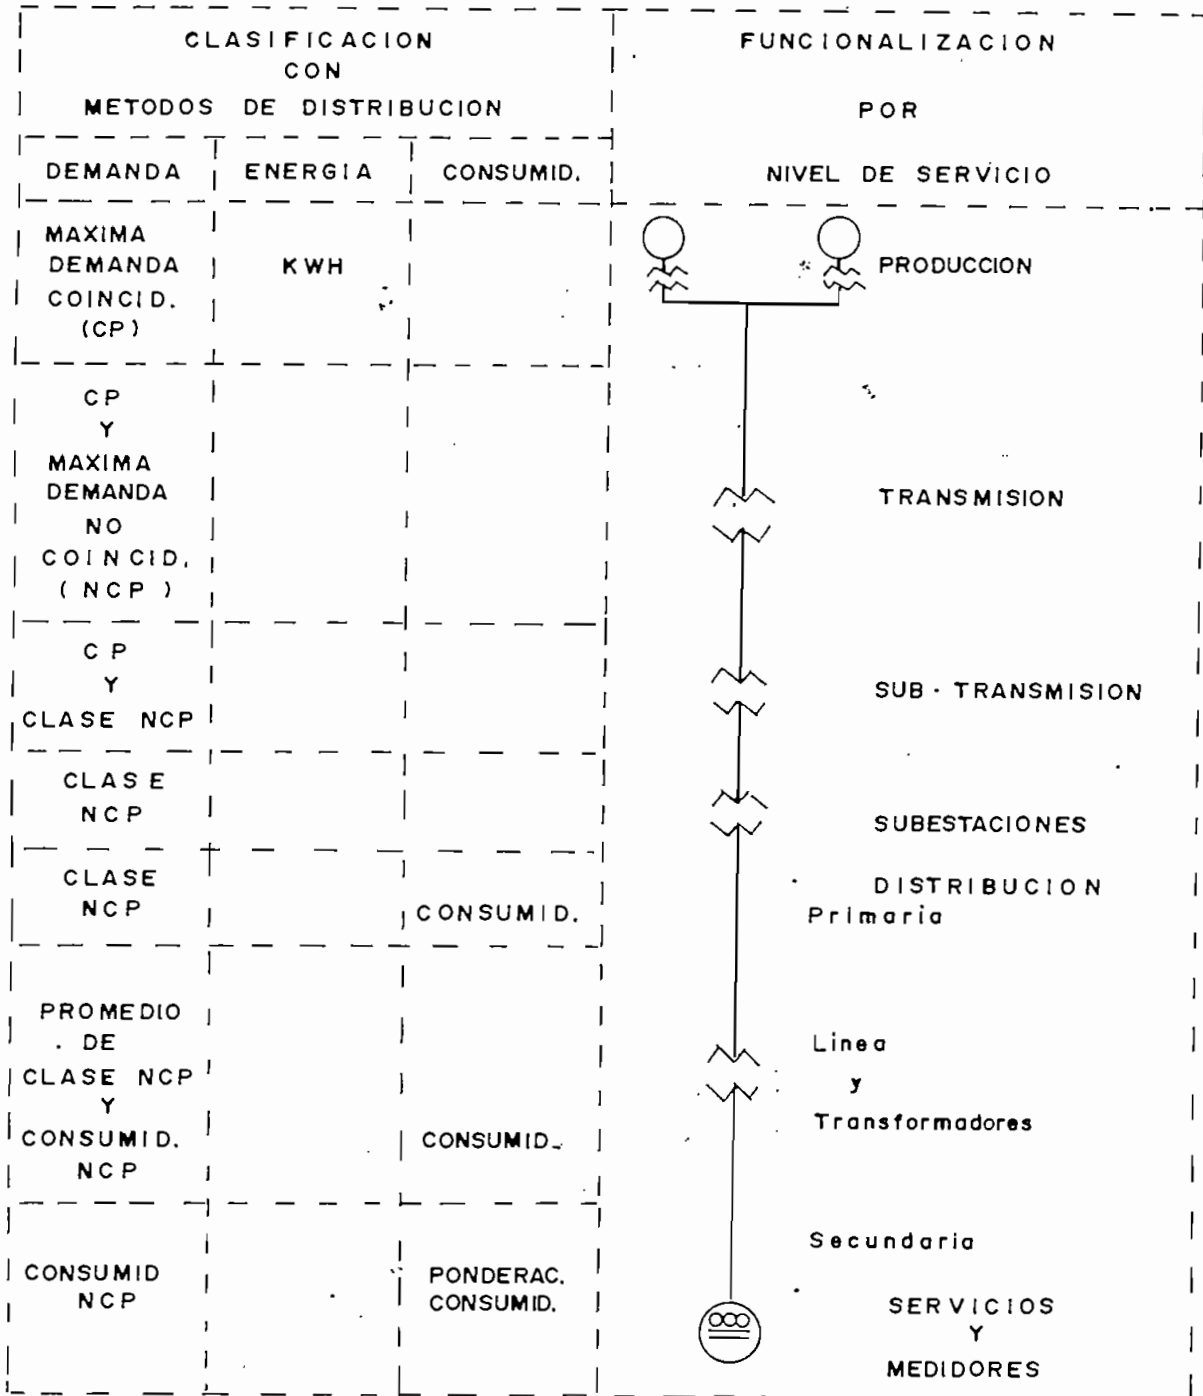 CLASIFICACION
CON
METODOS DE DISTRIBUCION
FUNCIONALIZACION
POR
NIVEL DE SERVICIO
DEMANDA
ENERGIA
CONSUMID.
MAXIMA
DEMANDA
COINCID.
(CP)
KWH
PRODUCCION
CP
Y
MAXIMA
DEMANDA
NO
COINCID.
(NCP)
TRANSMISION
CP
Y
CLASE NCP
SUB-TRANSMISION
CLASE
NCP
SUBESTACIONES
CLASE
NCP
CONSUMID.
DISTRIBUCION
Primaria
PROMEDIO
DE
CLASE NCP
Y
CONSUMID.
NCP
CONSUMID.
Linea
y
Transformadores
CONSUMID
NCP
PONDERAC.
CONSUMID.
Secundaria
SERVICIOS
Y
MEDIDORES